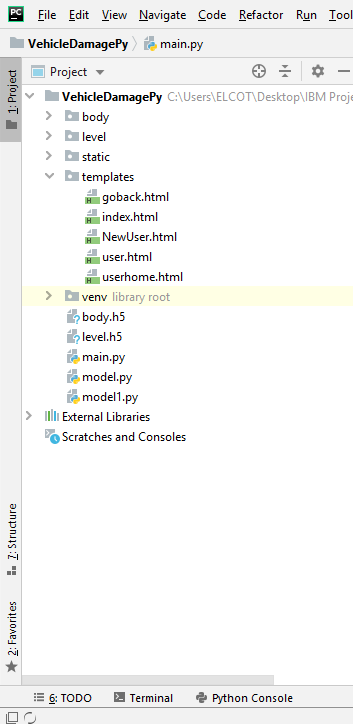 PC File Edit View Navigate Code Refactor Run Tool
VehicleDamagePy main.py
1: Project
Project
VehicleDamagePy C:\Users\ELCOT\Desktop\IBM Proje
body
level
static
templates
goback.html
index.html
NewUser.html
user.html
userhome.html
venv library root
body.h5
level.h5
main.py
model.py
model1.py
External Libraries
Scratches and Consoles
7: Structure
2: Favorites
6: TODO Terminal Python Console